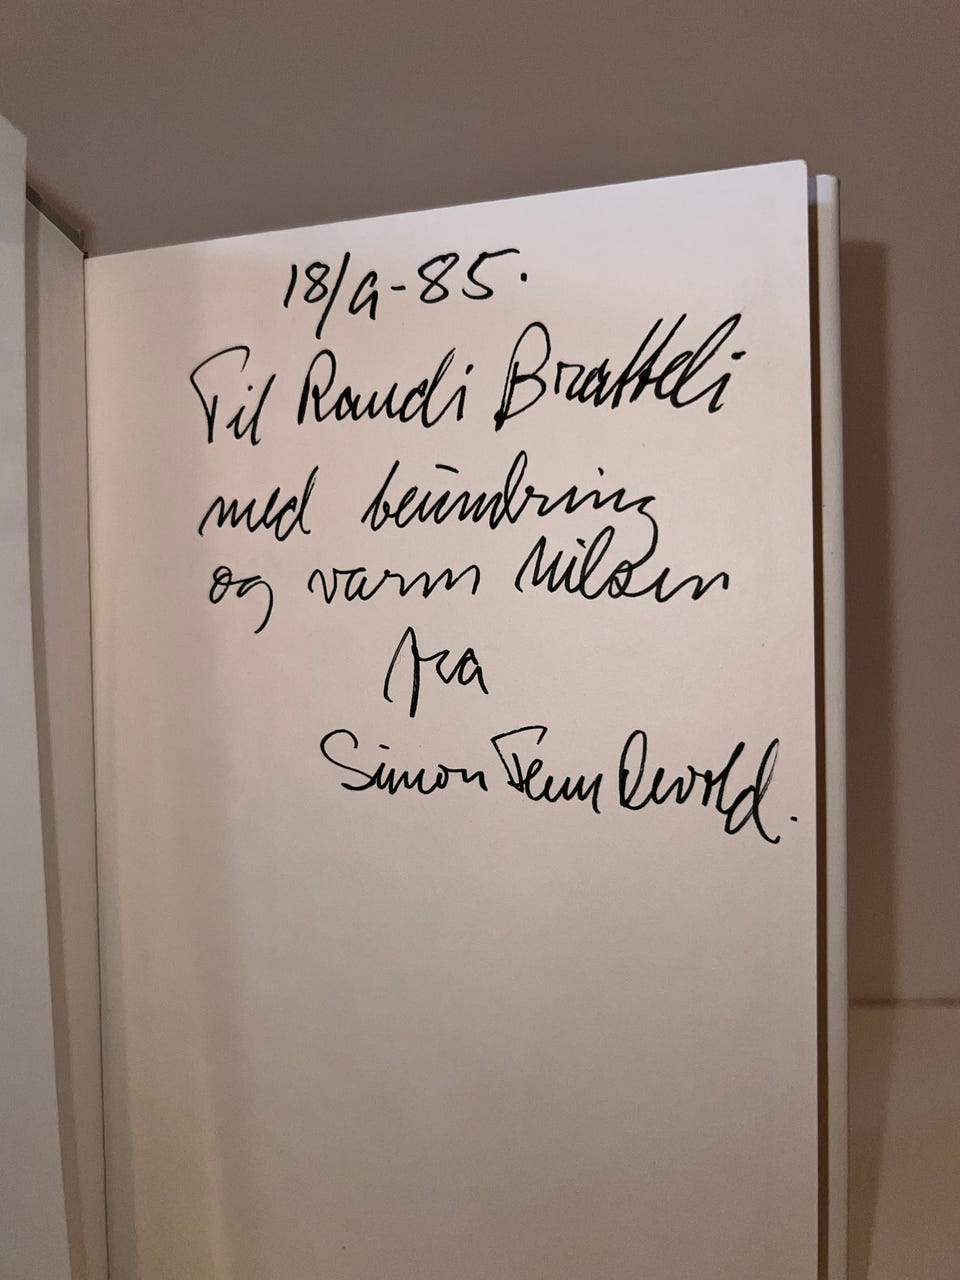 18/9-85.
Til Randi Bratteli
med beundring
og varm hilsen
fra
Simon Flem Devold.